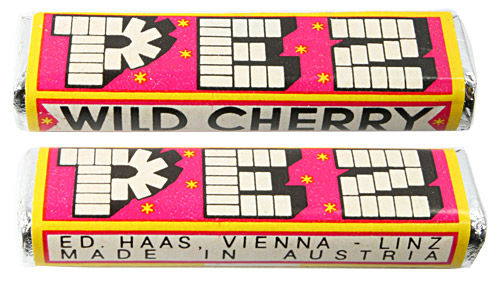 PEZ
WILD CHERRY
PEZ
ED. HAAS, VIENNA - LINZ
MADE IN AUSTRIA